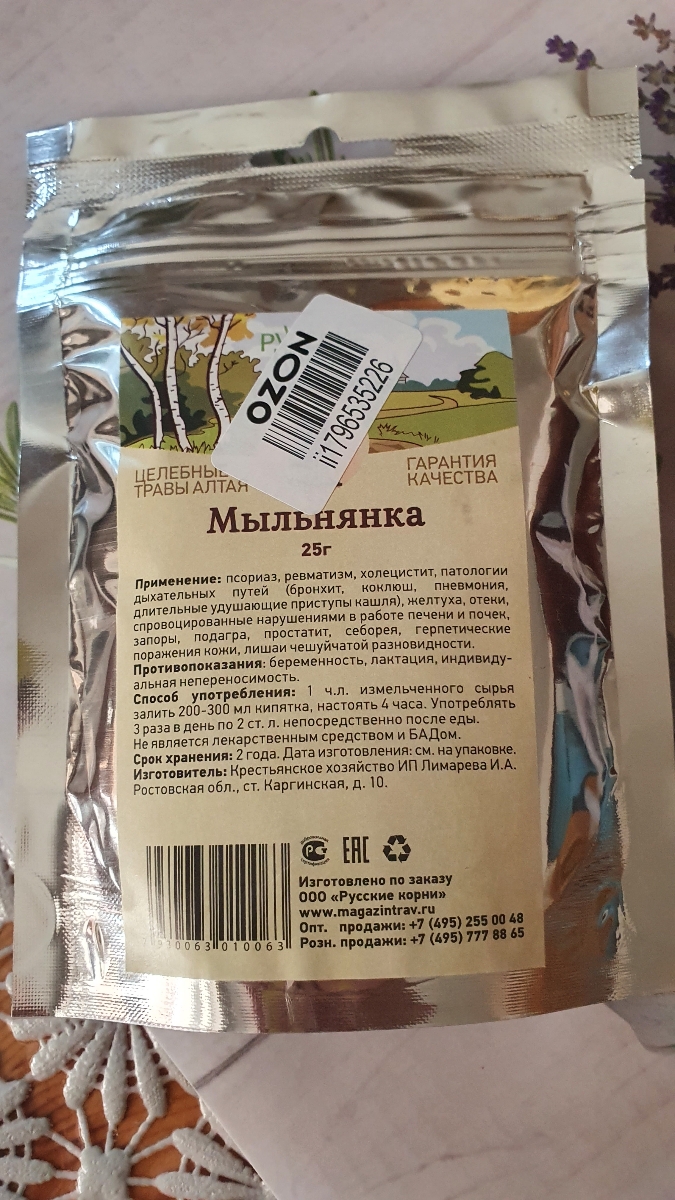 OZON
ii1796535226
ЦЕЛЕБНЫЕ
ТРАВЫ АЛТАЯ
ГАРАНТИЯ
КАЧЕСТВА
Мыльнянка
25г
Применение: псориаз, ревматизм, холецистит, патологии
дыхательных путей (бронхит, коклюш, пневмония,
длительные удушающие приступы кашля), желтуха, отеки,
спровоцированные нарушениями в работе печени и почек,
запоры, подагра, простатит, себорея, герпетические
поражения кожи, лишаи чешуйчатой разновидности.
Противопоказания: беременность, лактация, индивиду-
альная непереносимость.
Способ употребления: 1 ч.л. измельченного сырья
залить 200-300 мл кипятка, настоять 4 часа. Употреблять
3 раза в день по 2 ст. л. непосредственно после еды.
Не является лекарственным средством и БАДом.
Срок хранения: 2 года. Дата изготовления: см. на упаковке.
Изготовитель: Крестьянское хозяйство ИП Лимарева И.А.
Ростовская обл., ст. Каргинская, д. 10.
ЕАС
Изготовлено по заказу
ООО «Русские корни»
www.magazintrav.ru
Опт. продажи: +7 (495) 255 00 48
Розн. продажи: +7 (495) 777 88 65
010063